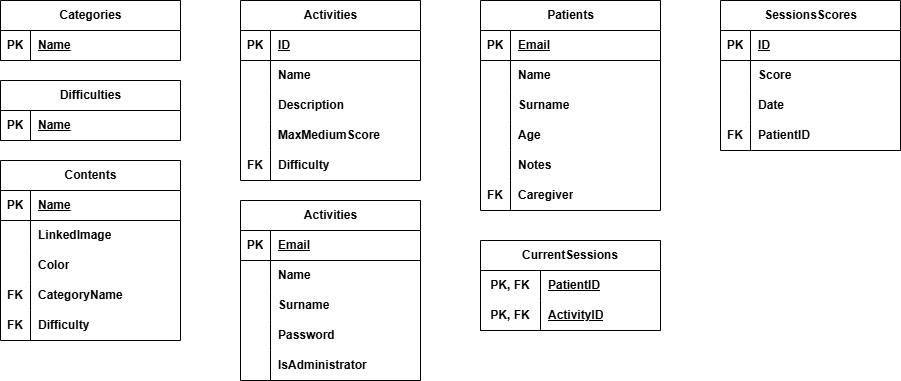 Categories
PK Name
Difficulties
PK Name
Contents
PK Name
LinkedImage
Color
FK CategoryName
FK Difficulty
Activities
PK ID
Name
Description
MaxMediumScore
FK Difficulty
Activities
PK Email
Name
Surname
Password
IsAdministrator
Patients
PK Email
Name
Surname
Age
Notes
FK Caregiver
CurrentSessions
PK, FK PatientID
PK, FK ActivityID
SessionsScores
PK ID
Score
Date
FK PatientID